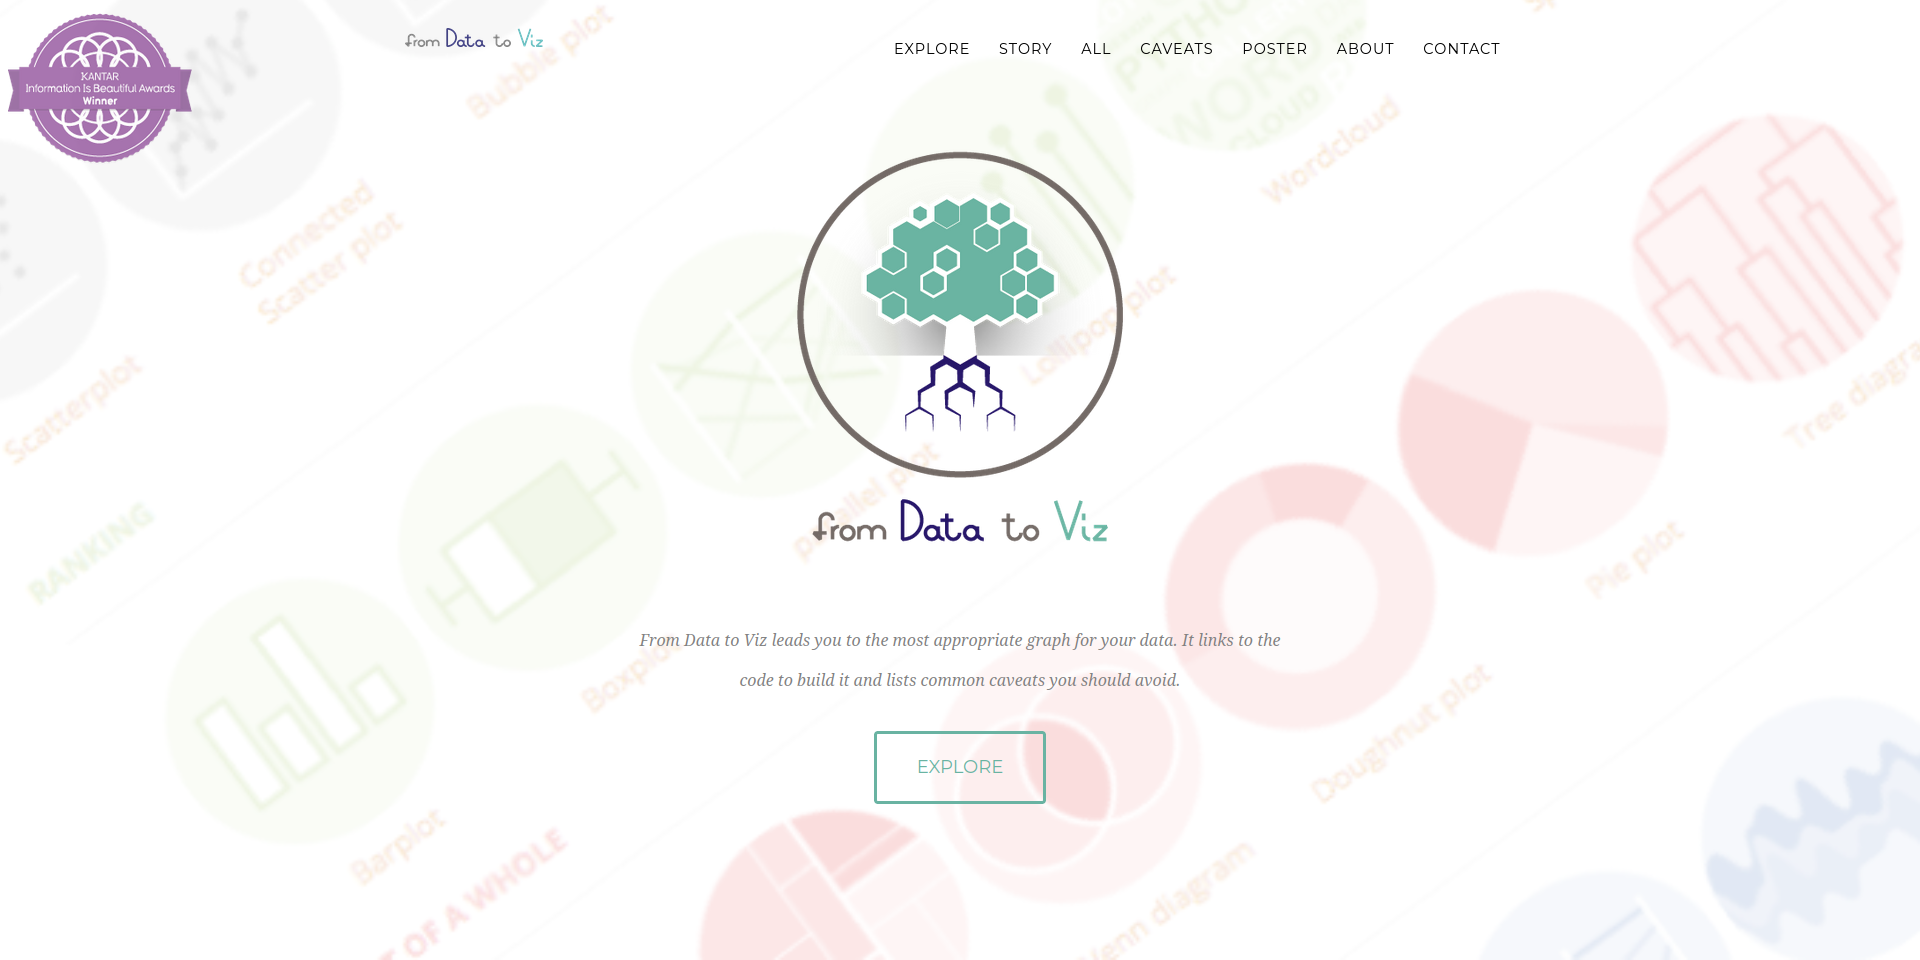 KANTAR
Information Is Beautiful Awards
Winner
from Data to Viz
EXPLORE STORY ALL CAVEATS POSTER ABOUT CONTACT
Bubble plot
WORD
CLOUD
Wordcloud
Connected
Scatter plot
Lollipop plot
Scatterplot
Tree diagra
parallel plot
from Data to Viz
RANKING
Pie plot
From Data to Viz leads you to the most appropriate graph for your data. It links to the
code to build it and lists common caveats you should avoid.
Boxplot
Doughnut plot
EXPLORE
Barplot
T OF A WHOLE
Venn diagram